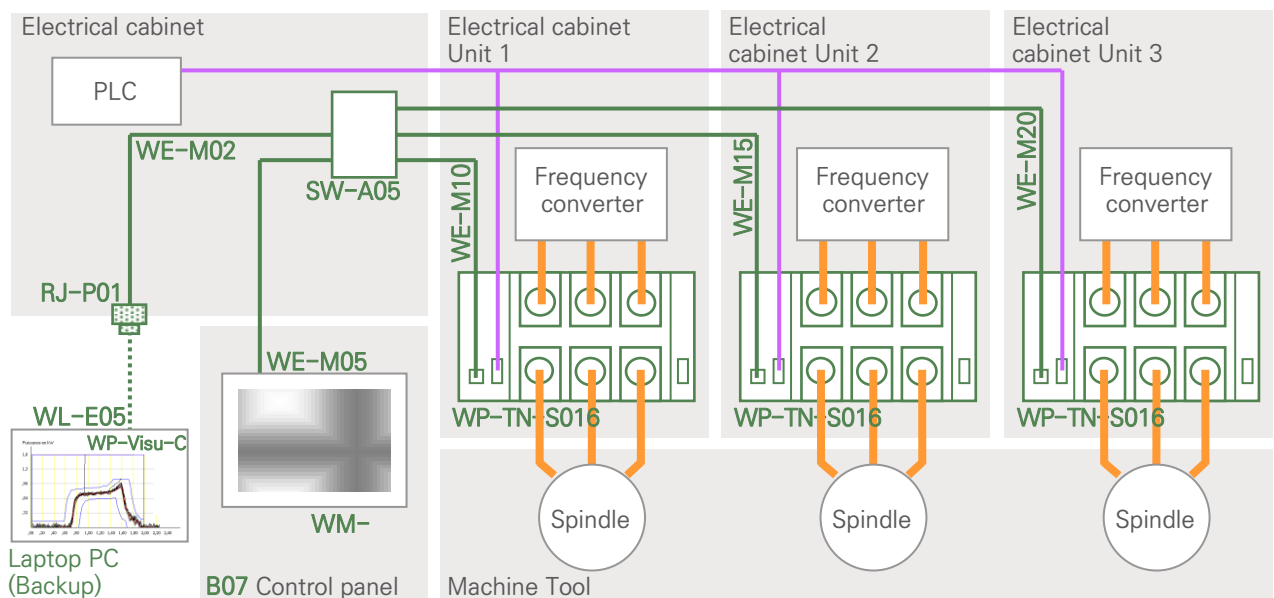 Electrical cabinet
PLC
WE-M02
SW-A05
RJ-P01
WL-E05
WP-Visu-C
Puissance en kW
Laptop PC
(Backup)
WE-M05
WM-
B07 Control panel
Electrical cabinet
Unit 1
WE-M10
Frequency
converter
WP-TN-S016
Electrical
cabinet Unit 2
WE-M15
Frequency
converter
WP-TN-S016
Electrical
cabinet Unit 3
WE-M20
Frequency
converter
WP-TN-S016
Spindle
Spindle
Spindle
Machine Tool